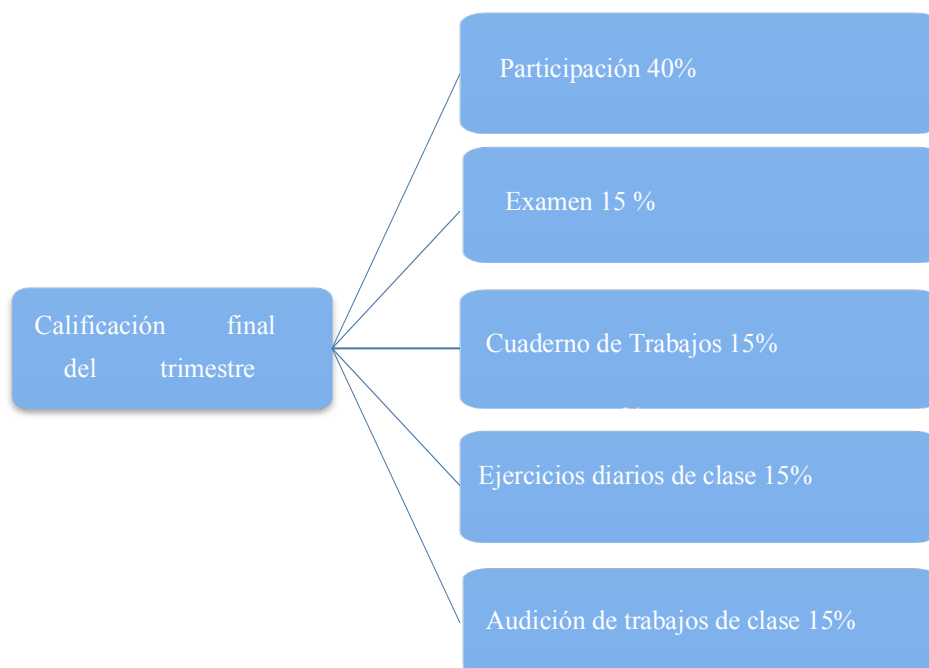 Participación 40%
Examen 15 %
Calificación final
del trimestre
Cuaderno de Trabajos 15%
Ejercicios diarios de clase 15%
Audición de trabajos de clase 15%